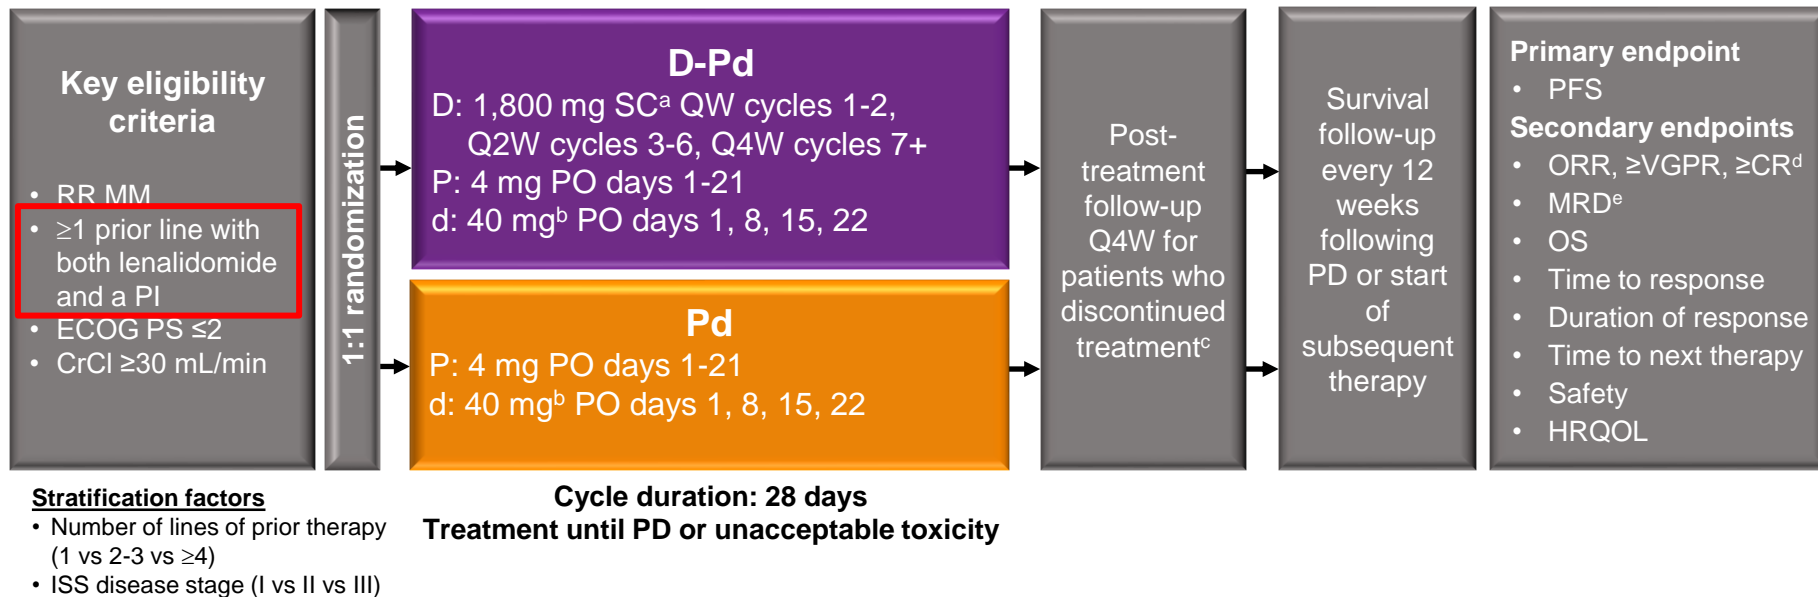 Key eligibility
criteria
• RR MM
• ≥1 prior line with
both lenalidomide
and a PI
• ECOG PS ≤2
• CrCl ≥30 mL/min
1:1 randomization
D-Pd
D: 1,800 mg SCᵃ QW cycles 1-2,
Q2W cycles 3-6, Q4W cycles 7+
P: 4 mg PO days 1-21
d: 40 mgᵇ PO days 1, 8, 15, 22
Pd
P: 4 mg PO days 1-21
d: 40 mgᵇ PO days 1, 8, 15, 22
Post-
treatment
follow-up
Q4W for
patients who
discontinued
treatmentᶜ
Survival
follow-up
every 12
weeks
following
PD or start
of
subsequent
therapy
Primary endpoint
• PFS
Secondary endpoints
• ORR, ≥VGPR, ≥CRᵈ
• MRDᵉ
• OS
• Time to response
• Duration of response
• Time to next therapy
• Safety
• HRQOL
Stratification factors
• Number of lines of prior therapy
(1 vs 2-3 vs ≥4)
• ISS disease stage (I vs II vs III)
Cycle duration: 28 days
Treatment until PD or unacceptable toxicity